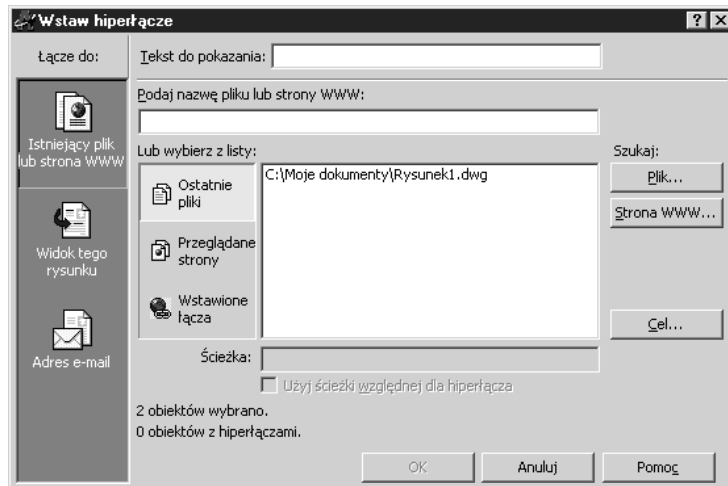 Wstaw hiperłącze
Łącze do:
Istniejący plik
lub strona WWW
Widok tego
rysunku
Adres e-mail
Tekst do pokazania:
Podaj nazwę pliku lub strony WWW:
Lub wybierz z listy:
Ostatnie
pliki
Przeglądane
strony
Wstawione
łącza
C:\Moje dokumenty\Rysunek1.dwg
Szukaj:
Plik...
Strona WWW...
Cel...
Ścieżka:
Użyj ścieżki względnej dla hiperłącza
2 obiektów wybrano.
0 obiektów z hiperłączami.
OK
Anuluj
Pomoc